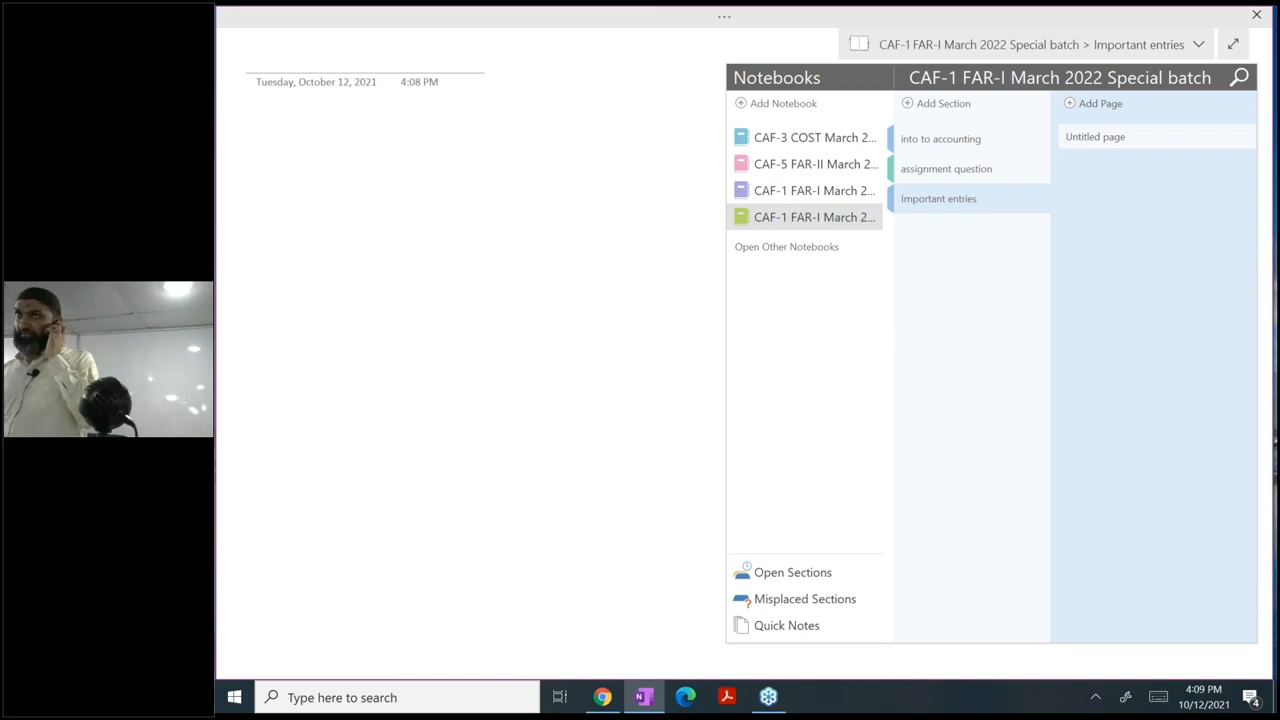 CAF-1 FAR-I March 2022 Special batch > Important entries
Tuesday, October 12, 2021 4:08 PM
Notebooks
CAF-1 FAR-I March 2022 Special batch
Add Notebook
Add Section
Add Page
CAF-3 COST March 2...
CAF-5 FAR-II March 2...
CAF-1 FAR-I March 2...
CAF-1 FAR-I March 2...
Open Other Notebooks
into to accounting
assignment question
Important entries
Untitled page
Open Sections
Misplaced Sections
Quick Notes
Type here to search
4:09 PM
10/12/2021
4